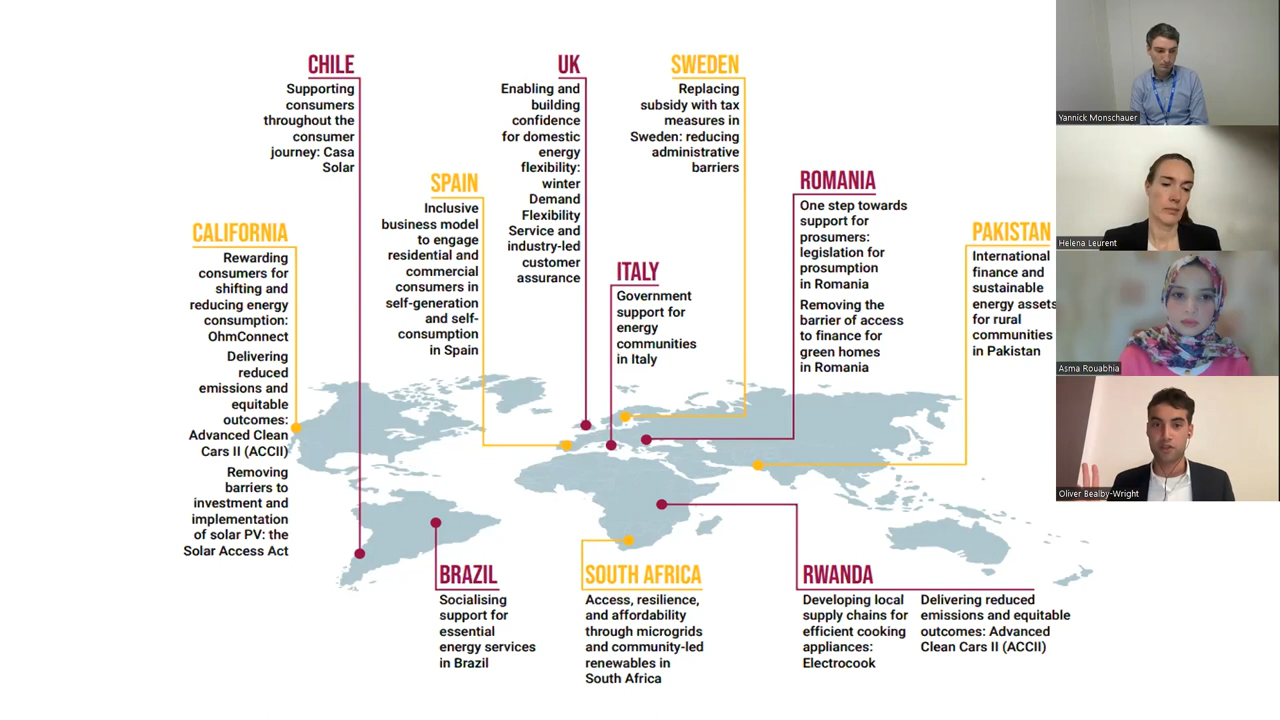 CHILE
Supporting
consumers
throughout the
consumer
journey: Casa
Solar
UK
Enabling and
building
confidence
for domestic
energy
flexibility:
winter
Demand
Flexibility
Service and
industry-led
customer
assurance
SWEDEN
Replacing
subsidy with tax
measures in
Sweden: reducing
administrative
barriers
SPAIN
Inclusive
business model
to engage
residential and
commercial
consumers in
self-generation
and self-
consumption
in Spain
ROMANIA
One step towards
support for
prosumers:
legislation for
prosumption
in Romania
Removing the
barrier of access
to finance for
green homes
in Romania
CALIFORNIA
Rewarding
consumers for
shifting and
reducing energy
consumption:
OhmConnect
Delivering
reduced
emissions and
equitable
outcomes:
Advanced Clean
Cars II (ACCII)
Removing
barriers to
investment and
implementation
of solar PV: the
Solar Access Act
ITALY
Government
support for
energy
communities
in Italy
PAKISTAN
International
finance and
sustainable
energy assets
for rural
communities
in Pakistan
BRAZIL
Socialising
support for
essential
energy services
in Brazil
SOUTH AFRICA
Access, resilience,
and affordability
through microgrids
and community-led
renewables in
South Africa
RWANDA
Developing local
supply chains for
efficient cooking
appliances:
Electrocook
Delivering reduced
emissions and equitable
outcomes: Advanced
Clean Cars II (ACCII)
Yannick Monschauer
Helena Leurent
Asma Rouabhia
Oliver Bealby-Wright